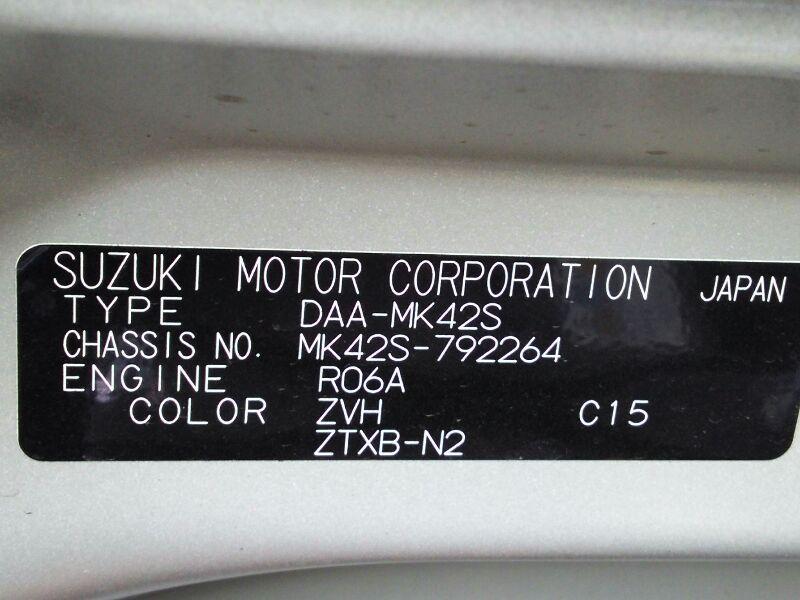 SUZUKI MOTOR CORPORATION JAPAN
TYPE DAA-MK42S
CHASSIS NO. MK42S-792264
ENGINE R06A
COLOR ZVH C15
ZTXB-N2